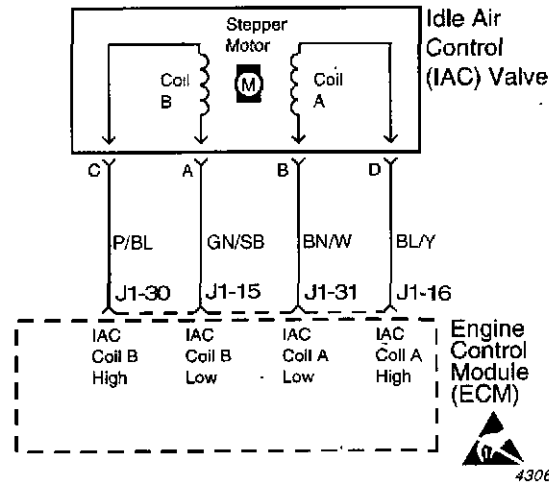 Stepper
Motor
Idle Air
Control
(IAC) Valve
Coil
B
M
Coil
A
C
A
B
D
P/BL
GN/SB
BN/W
BL/Y
J1-30
J1-15
J1-31
J1-16
IAC
Coil B
High
IAC
Coil B
Low
IAC
Coil A
Low
IAC
Coil A
High
Engine
Control
Module
(ECM)
4306